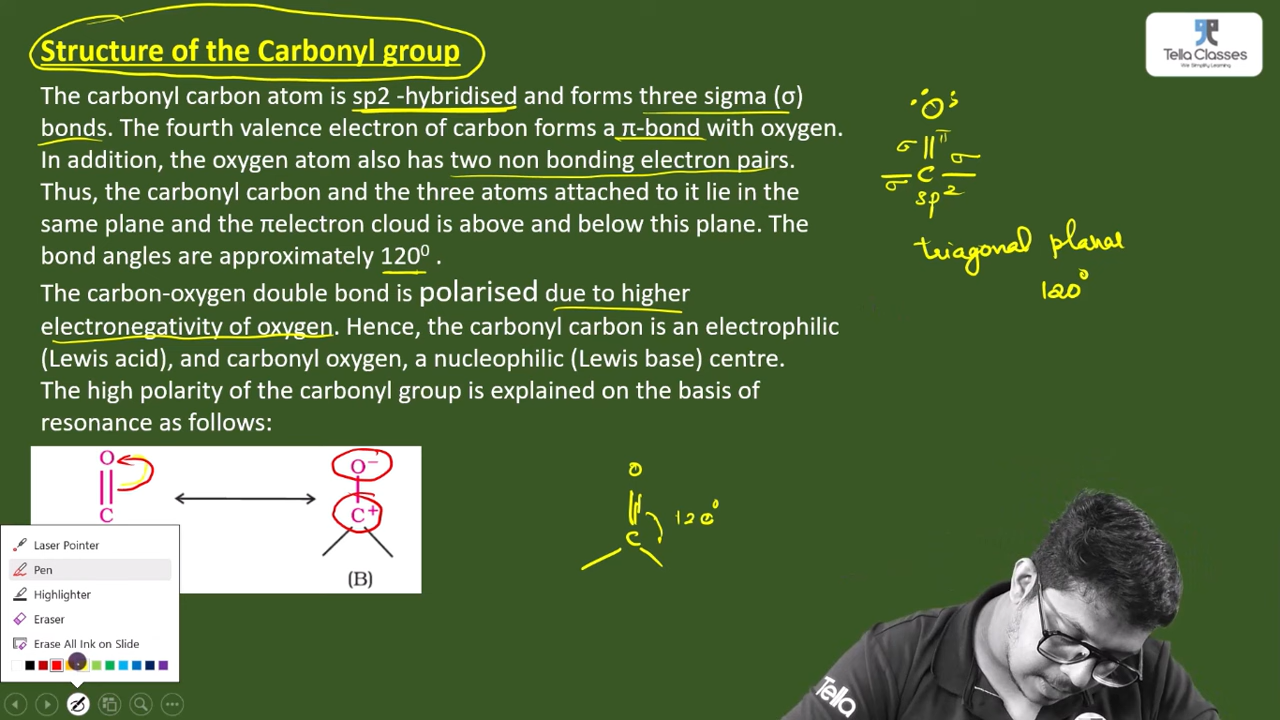 Structure of the Carbonyl group
The carbonyl carbon atom is sp2 -hybridised and forms three sigma (σ)
bonds. The fourth valence electron of carbon forms a π-bond with oxygen.
In addition, the oxygen atom also has two non bonding electron pairs.
Thus, the carbonyl carbon and the three atoms attached to it lie in the
same plane and the πelectron cloud is above and below this plane. The
bond angles are approximately 120⁰ .
The carbon-oxygen double bond is polarised due to higher
electronegativity of oxygen. Hence, the carbonyl carbon is an electrophilic
(Lewis acid), and carbonyl oxygen, a nucleophilic (Lewis base) centre.
The high polarity of the carbonyl group is explained on the basis of
resonance as follows:
Tella Classes
We Simplify Learning
O
σ π σ
σ C
sp²
triagonal planar
120°
O
C
O⁻
C⁺
(B)
O
120°
C
Laser Pointer
Pen
Highlighter
Eraser
Erase All Ink on Slide
Tella